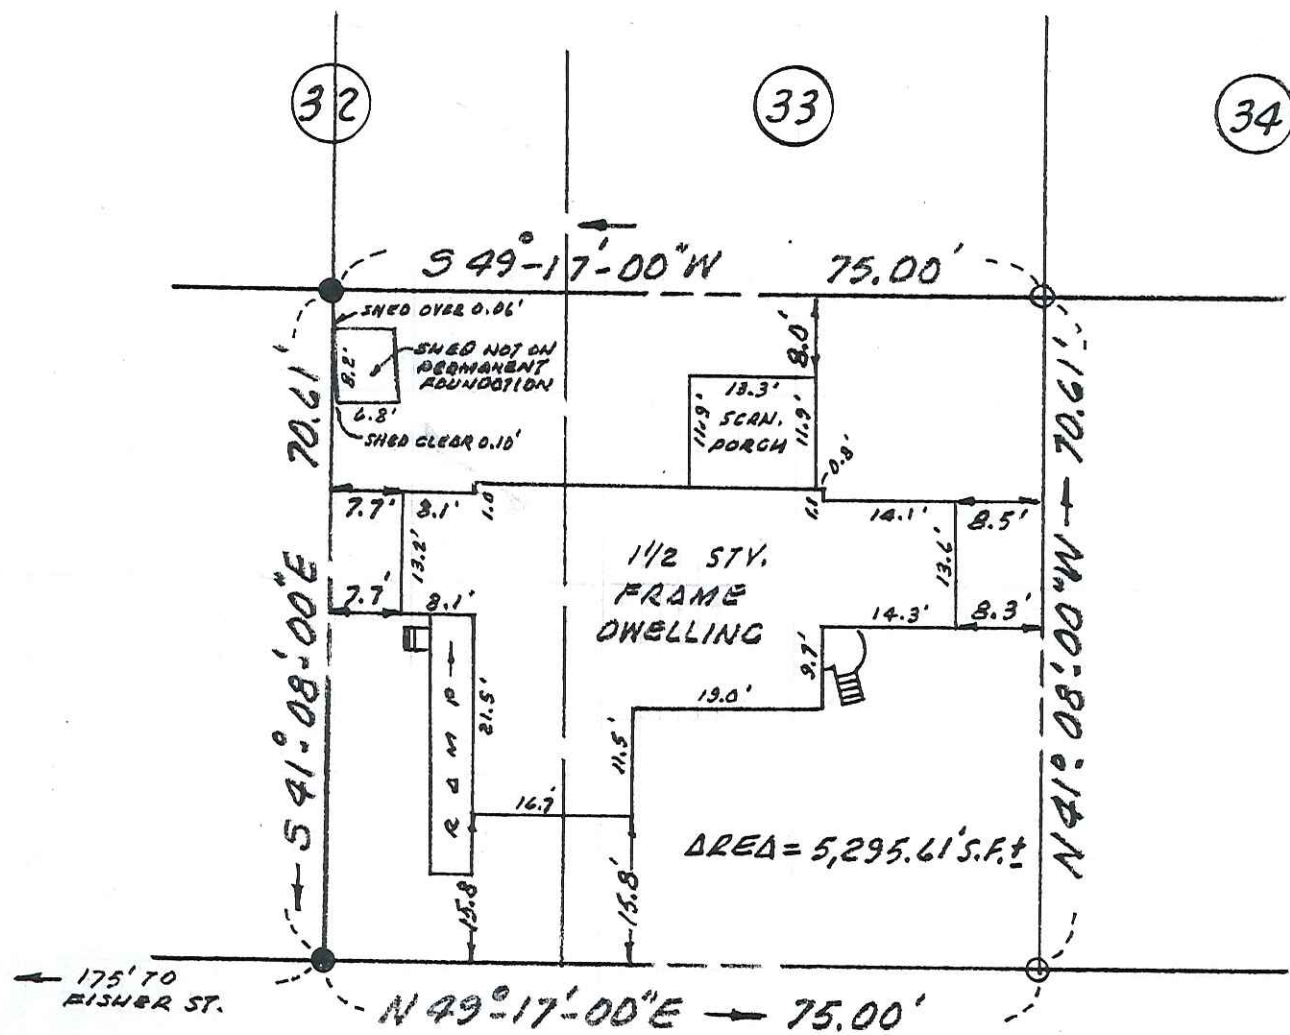 32
33
34
S 49°-17'-00"W 75.00'
SHED OVER 0.06'
8.2'
SHED NOT ON
PERMANENT
FOUNDATION
6.8'
SHED CLEAR 0.10'
8.0'
13.3'
11.9'
SCRN.
PORCH
11.9'
0.8'
70.61'
S 41°-08'-00"E
N 41°-08'-00"W 70.61'
7.7'
8.1'
1.0
1.1
14.1'
8.5'
13.2'
13.6'
1 1/2 STY.
FRAME
DWELLING
7.7'
8.1'
14.3'
8.3'
9.7'
19.0'
RAMP
21.5'
11.5'
16.7'
AREA = 5,295.61' S.F.±
15.8
15.8'
175' TO
FISHER ST.
N 49°-17'-00"E 75.00'